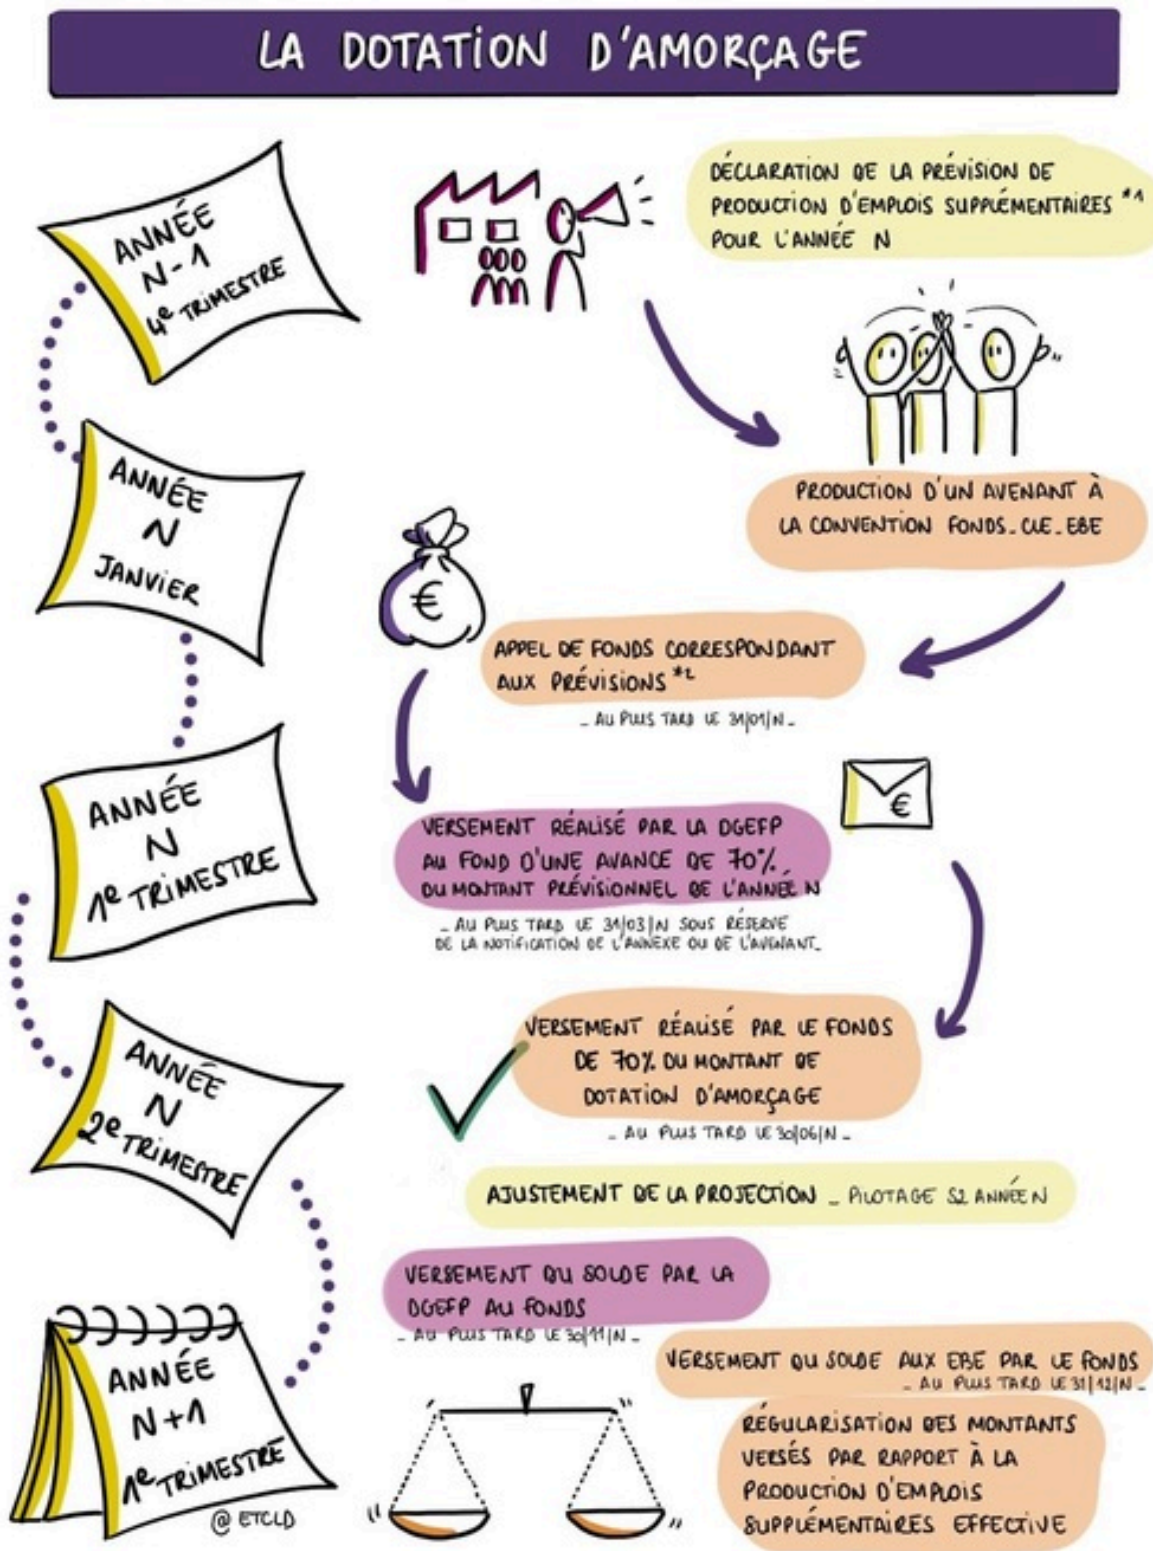 LA DOTATION D'AMORÇAGE
ANNÉE
N-1
4e TRIMESTRE
DÉCLARATION DE LA PRÉVISION DE
PRODUCTION D'EMPLOIS SUPPLÉMENTAIRES *1
POUR L'ANNÉE N
PRODUCTION D'UN AVENANT À
LA CONVENTION FONDS_CLE_EBE
ANNÉE
N
JANVIER
€
APPEL DE FONDS CORRESPONDANT
AUX PRÉVISIONS *2
_ AU PLUS TARD LE 31/01/N _
ANNÉE
N
1e TRIMESTRE
€
VERSEMENT RÉALISÉ PAR LA DGEFP
AU FOND D'UNE AVANCE DE 70%
DU MONTANT PRÉVISIONNEL DE L'ANNÉE N
_ AU PLUS TARD LE 31/03/N SOUS RÉSERVE
DE LA NOTIFICATION DE L'ANNEXE OU DE L'AVENANT_
ANNÉE
N
2e TRIMESTRE
VERSEMENT RÉALISÉ PAR LE FONDS
DE 70% DU MONTANT DE
DOTATION D'AMORÇAGE
_ AU PLUS TARD LE 30/06/N _
AJUSTEMENT DE LA PROJECTION _ PILOTAGE S2 ANNÉE N
VERSEMENT DU SOLDE PAR LA
DGEFP AU FONDS
_ AU PLUS TARD LE 30/11/N _
VERSEMENT DU SOLDE AUX EBE PAR LE FONDS
_ AU PLUS TARD LE 31/12/N _
ANNÉE
N+1
1e TRIMESTRE
RÉGULARISATION DES MONTANTS
VERSÉS PAR RAPPORT À LA
PRODUCTION D'EMPLOIS
SUPPLÉMENTAIRES EFFECTIVE
@ ETCLD